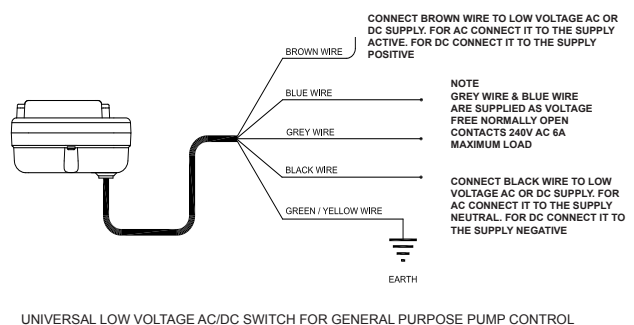 CONNECT BROWN WIRE TO LOW VOLTAGE AC OR
DC SUPPLY. FOR AC CONNECT IT TO THE SUPPLY
ACTIVE. FOR DC CONNECT IT TO THE SUPPLY
POSITIVE
BROWN WIRE
BLUE WIRE
NOTE
GREY WIRE & BLUE WIRE
ARE SUPPLIED AS VOLTAGE
FREE NORMALLY OPEN
CONTACTS 240V AC 6A
MAXIMUM LOAD
GREY WIRE
BLACK WIRE
CONNECT BLACK WIRE TO LOW
VOLTAGE AC OR DC SUPPLY. FOR
AC CONNECT IT TO THE SUPPLY
NEUTRAL. FOR DC CONNECT IT TO
THE SUPPLY NEGATIVE
GREEN / YELLOW WIRE
EARTH
UNIVERSAL LOW VOLTAGE AC/DC SWITCH FOR GENERAL PURPOSE PUMP CONTROL